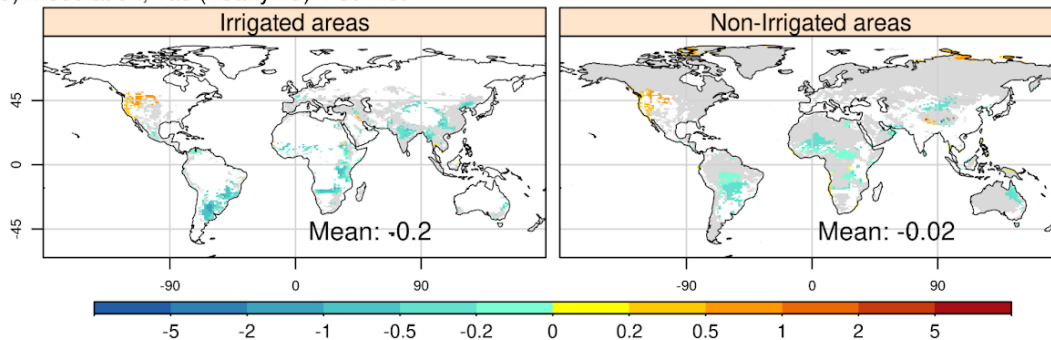 Irrigated areas Non-Irrigated areas
45
0
-45
Mean: -0.2 Mean: -0.02
-90 0 90 -90 0 90
-5 -2 -1 -0.5 -0.2 0 0.2 0.5 1 2 5